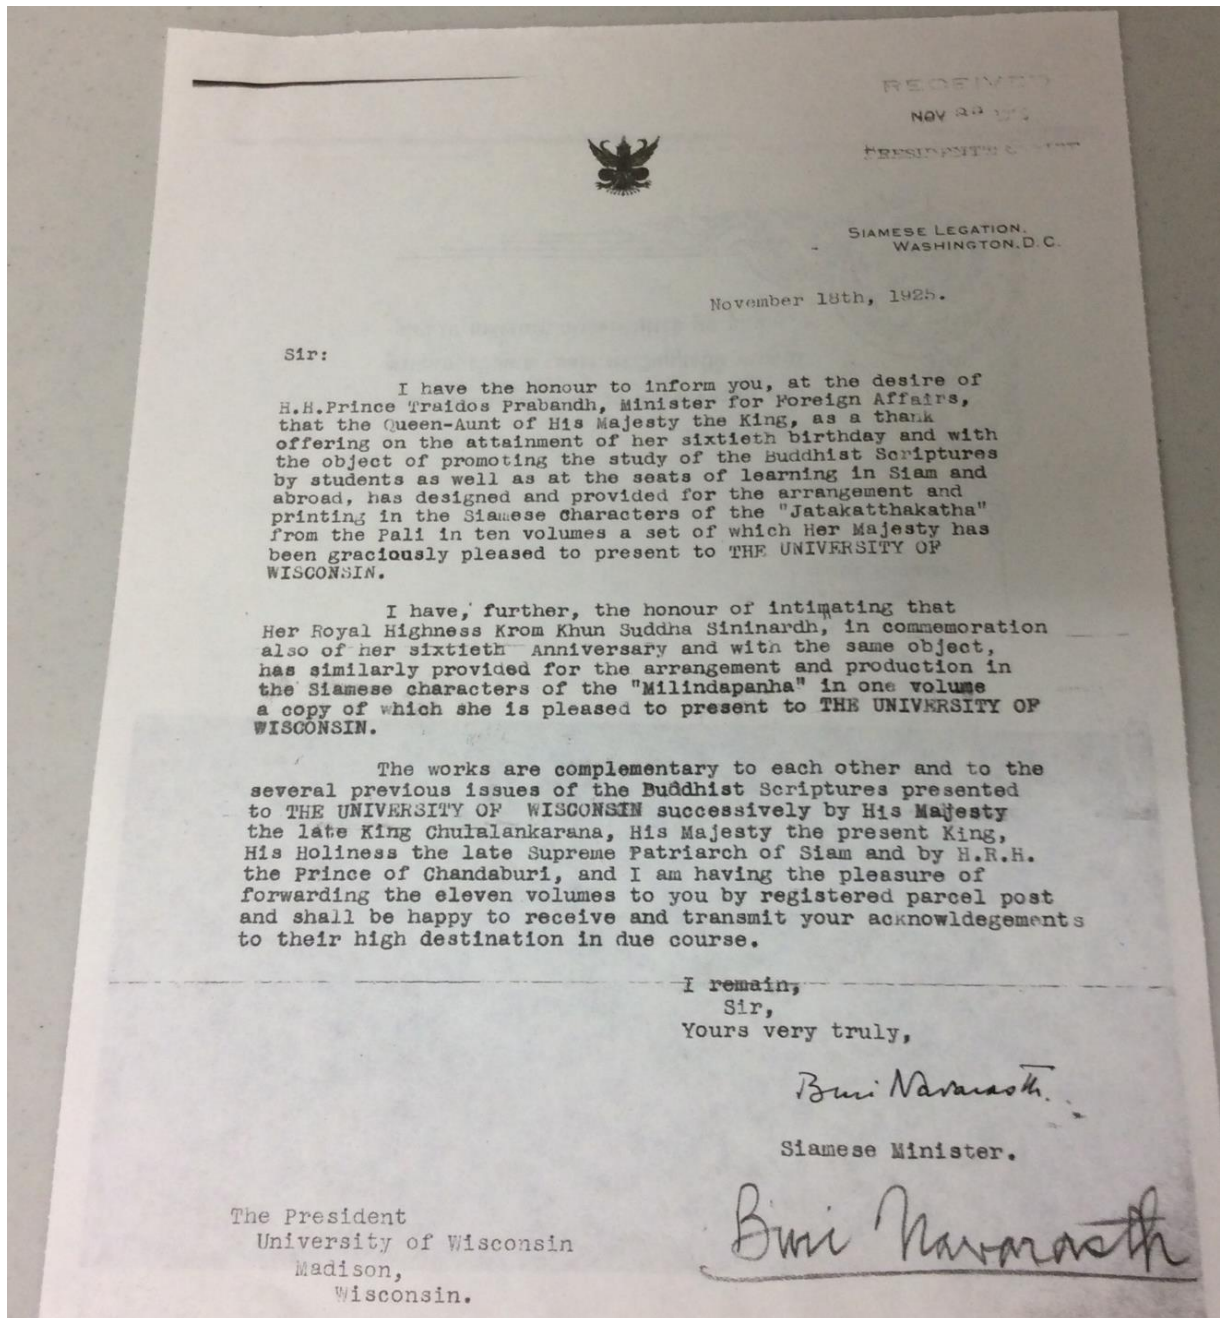 RECEIVED
NOV
PRESIDENT'S
SIAMESE LEGATION.
WASHINGTON, D.C.
November 18th, 1925.
Sir:
I have the honour to inform you, at the desire of
H.H.Prince Traidos Prabandh, Minister for Foreign Affairs,
that the Queen-Aunt of His Majesty the King, as a thank
offering on the attainment of her sixtieth birthday and with
the object of promoting the study of the Buddhist Scriptures
by students as well as at the seats of learning in Siam and
abroad, has designed and provided for the arrangement and
printing in the Siamese characters of the "Jatakatthakatha"
from the Pali in ten volumes a set of which Her Majesty has
been graciously pleased to present to THE UNIVERSITY OF
WISCONSIN.
I have, further, the honour of intimating that
Her Royal Highness Krom Khun Suddha Sininardh, in commemoration
also of her sixtieth Anniversary and with the same object,
has similarly provided for the arrangement and production in
the Siamese characters of the "Milindapanha" in one volume
a copy of which she is pleased to present to THE UNIVERSITY OF
WISCONSIN.
The works are complementary to each other and to the
several previous issues of the Buddhist Scriptures presented
to THE UNIVERSITY OF WISCONSIN successively by His Majesty
the late King Chulalankarana, His Majesty the present King,
His Holiness the late Supreme Patriarch of Siam and by H.R.H.
the Prince of Chandaburi, and I am having the pleasure of
forwarding the eleven volumes to you by registered parcel post
and shall be happy to receive and transmit your acknowldegements
to their high destination in due course.
I remain,
Sir,
Yours very truly,
Buri Navarasth.
Siamese Minister.
Buri Navarasth
The President
University of Wisconsin
Madison,
Wisconsin.